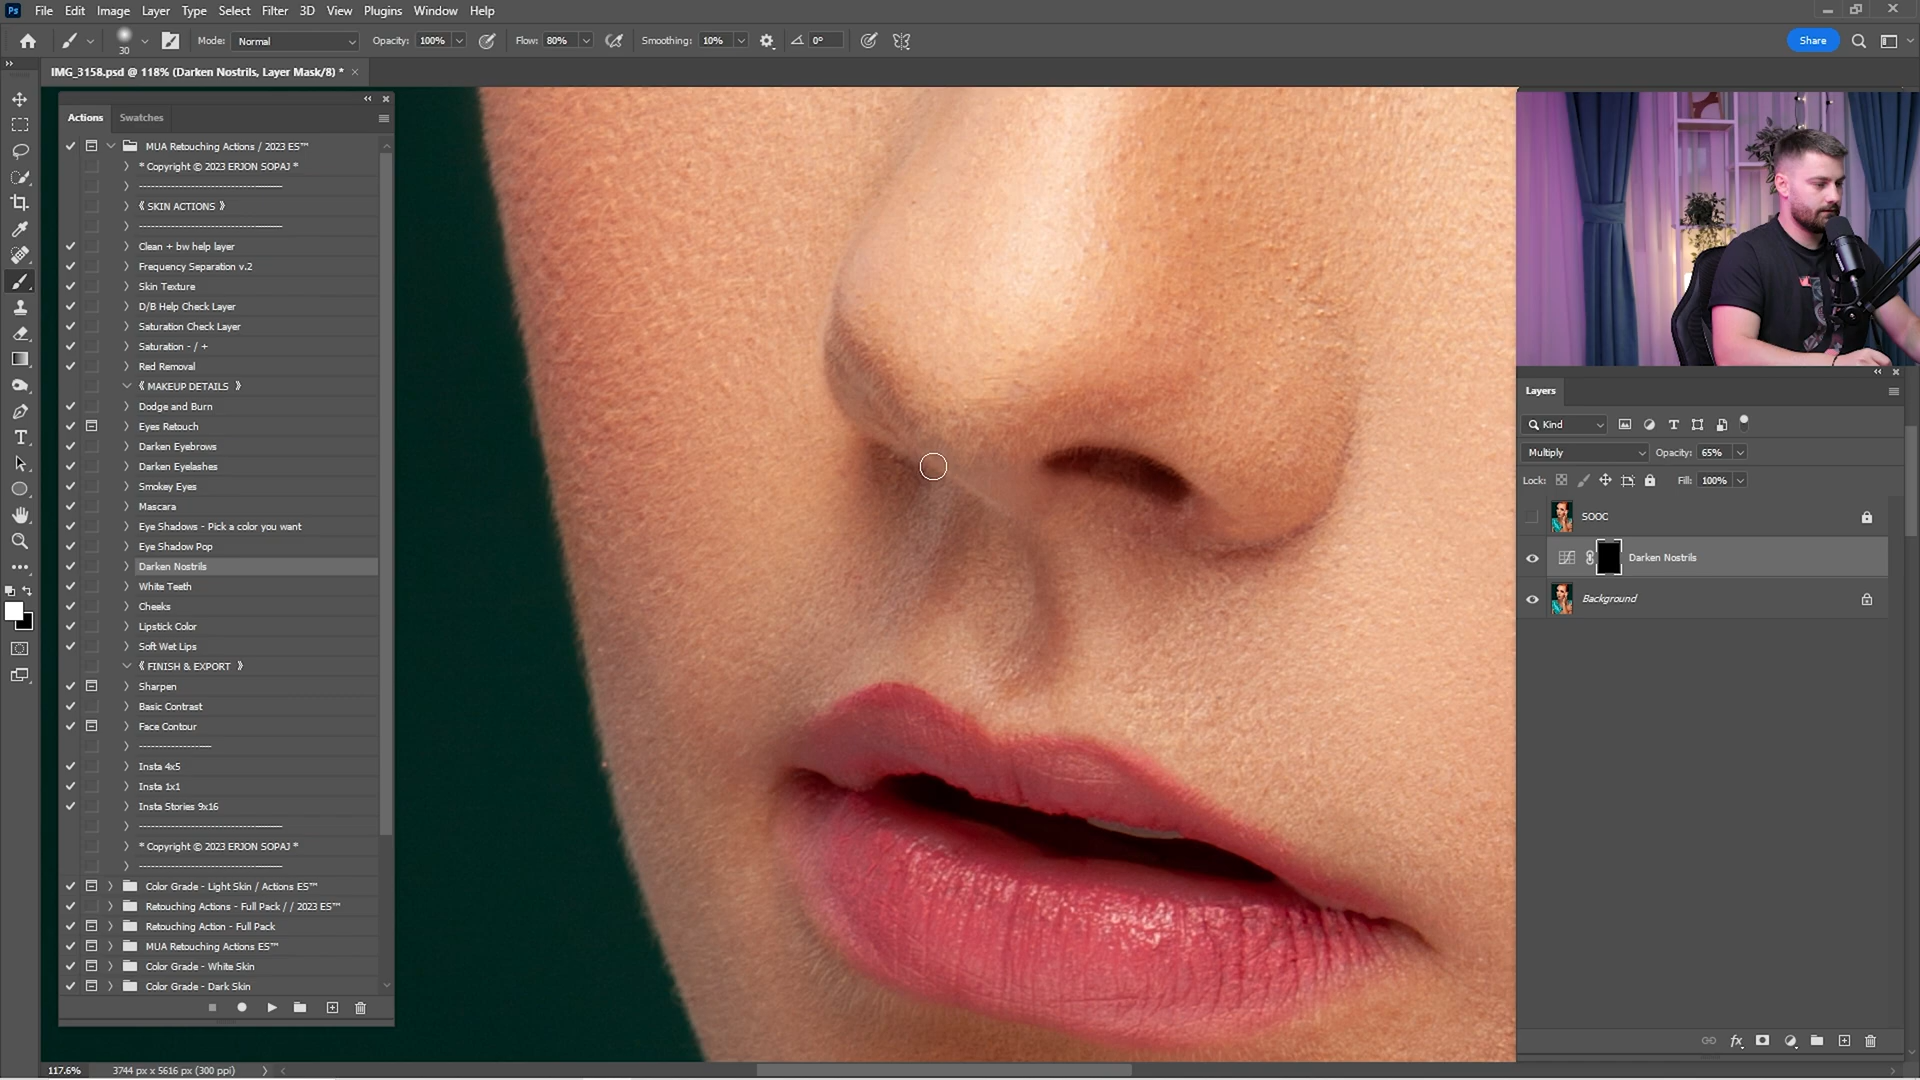 File Edit Image Layer Type Select Filter 3D View Plugins Window Help
30 Mode: Normal Opacity: 100% Flow: 80% Smoothing: 10% 0° Share
IMG_3158.psd @ 118% (Darken Nostrils, Layer Mask/8) *
Actions Swatches
MUA Retouching Actions / 2023 ES™
* Copyright © 2023 ERJON SOPAJ *
------------------------------------
《 SKIN ACTIONS 》
------------------------------------
Clean + bw help layer
Frequency Separation v.2
Skin Texture
D/B Help Check Layer
Saturation Check Layer
Saturation - / +
Red Removal
《 MAKEUP DETAILS 》
Dodge and Burn
Eyes Retouch
Darken Eyebrows
Darken Eyelashes
Smokey Eyes
Mascara
Eye Shadows - Pick a color you want
Eye Shadow Pop
Darken Nostrils
White Teeth
Cheeks
Lipstick Color
Soft Wet Lips
《 FINISH & EXPORT 》
Sharpen
Basic Contrast
Face Contour
------------------
Insta 4x5
Insta 1x1
Insta Stories 9x16
------------------------------------
* Copyright © 2023 ERJON SOPAJ *
------------------------------------
Color Grade - Light Skin / Actions ES™
Retouching Actions - Full Pack / / 2023 ES™
Retouching Action - Full Pack
MUA Retouching Actions ES™
Color Grade - White Skin
Color Grade - Dark Skin
Layers
Kind
Multiply Opacity: 65%
Lock: Fill: 100%
SOOC
Darken Nostrils
Background
117.6% 3744 px x 5616 px (300 ppi)